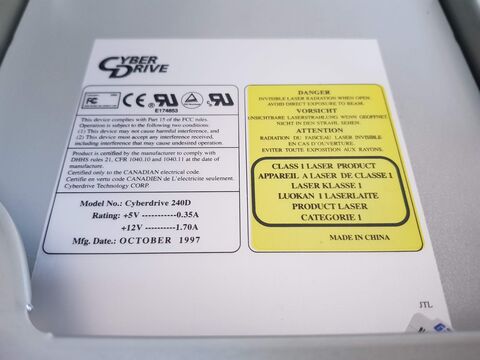 CYBER
DRIVE
FC
CE
E174853
This device complies with Part 15 of the FCC rules.
Operation is subject to the following two conditions:
(1) This device may not cause harmful interference, and
(2) This device must accept any interference received,
including interference that may cause undesired operation
Product is certified by the manufacturer to comply with
DHHS rules 21, CFR 1040.10 and 1040.11 at the date of
manufacture.
Certified only to the CANADIAN electrical code.
Certifie en vertu code CANADIEN de L'electricite seulement.
Cyberdrive Technology CORP.
Model No.: Cyberdrive 240D
Rating: +5V -----------0.35A
+12V -----------1.70A
Mfg. Date.: OCTOBER 1997
DANGER
INVISIBLE LASER RADIATION WHEN OPEN
AVOID DIRECT EXPOSURE TO BEAM.
VORSICHT
UNSICHTBARE LASERSTRAHLUNG WENN GEOFFNET
NICHT IN DEN STRAHL SEHEN.
ATTENTION
RADIATION DU FAISCEAU LASER INVISIBLE
EN CAS D'OUVERTURE.
EVITER TOUTE EXPOSITION AUX RAYONS.
CLASS 1 LASER PRODUCT
APPAREIL A LASER DE CLASSE 1
LASER KLASSE 1
LUOKAN 1 LASERLAITE
PRODUCT LASER
CATEGORIE 1
MADE IN CHINA
JTL